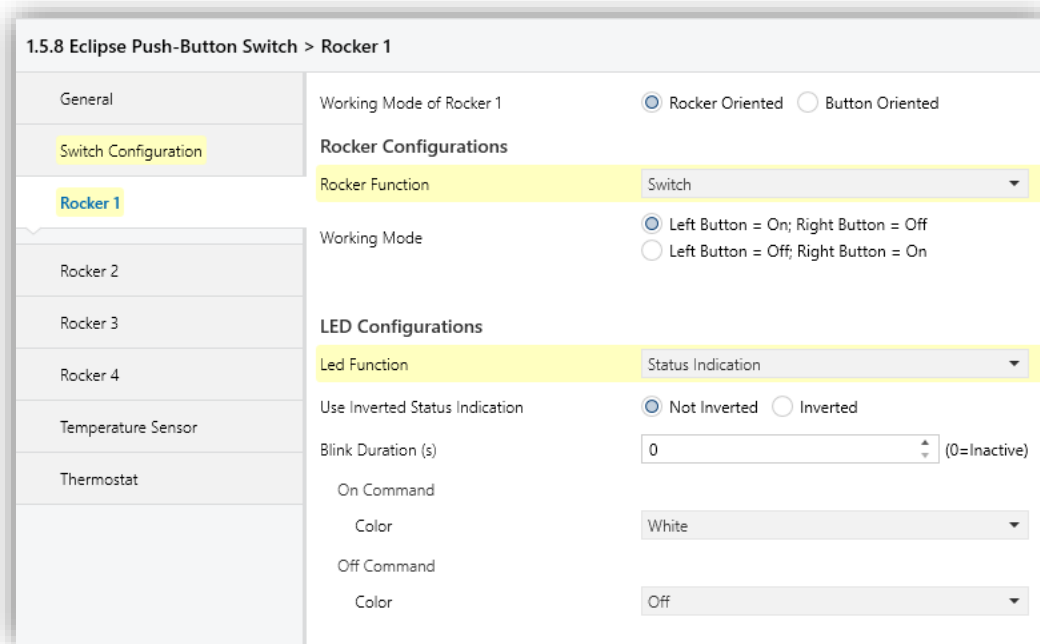 1.5.8 Eclipse Push-Button Switch > Rocker 1
General
Switch Configuration
Rocker 1
Rocker 2
Rocker 3
Rocker 4
Temperature Sensor
Thermostat
Working Mode of Rocker 1 Rocker Oriented Button Oriented
Rocker Configurations
Rocker Function Switch
Working Mode Left Button = On; Right Button = Off
Left Button = Off; Right Button = On
LED Configurations
Led Function Status Indication
Use Inverted Status Indication Not Inverted Inverted
Blink Duration (s) 0 (0=Inactive)
On Command
Color White
Off Command
Color Off